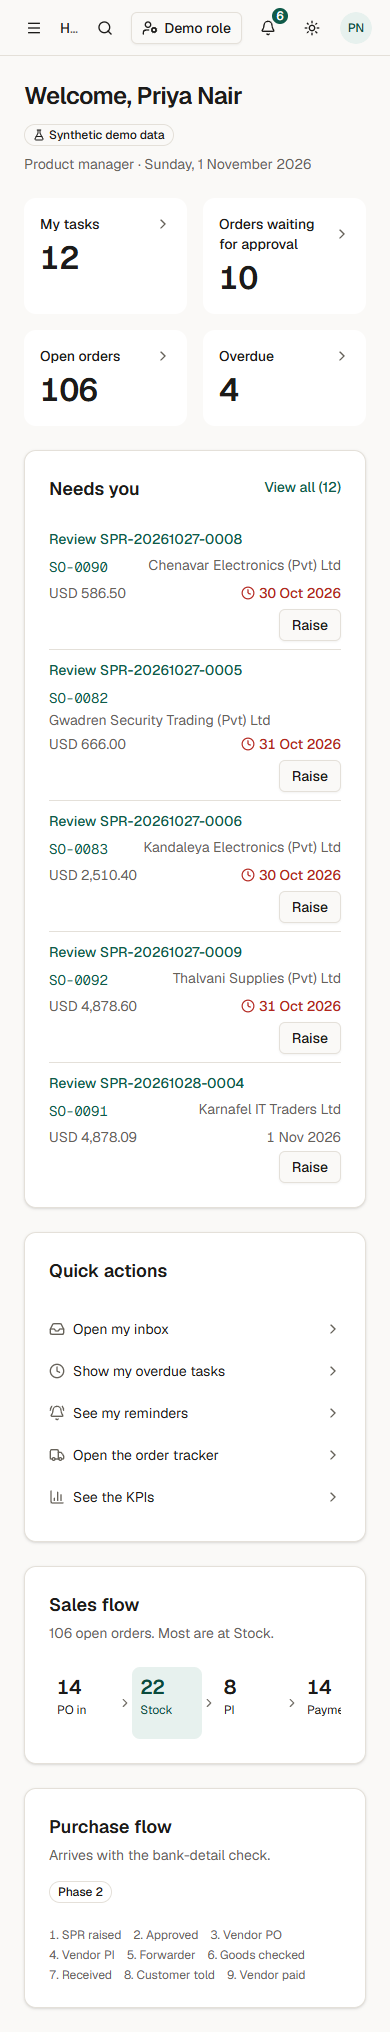 H...
Demo role
6
PN
Welcome, Priya Nair
Synthetic demo data
Product manager · Sunday, 1 November 2026
My tasks
12
Orders waiting
for approval
10
Open orders
106
Overdue
4
Needs you
View all (12)
Review SPR-20261027-0008
SO-0090 Chenavar Electronics (Pvt) Ltd
USD 586.50 30 Oct 2026
Raise
Review SPR-20261027-0005
SO-0082
Gwadren Security Trading (Pvt) Ltd
USD 666.00 31 Oct 2026
Raise
Review SPR-20261027-0006
SO-0083 Kandaleya Electronics (Pvt) Ltd
USD 2,510.40 30 Oct 2026
Raise
Review SPR-20261027-0009
SO-0092 Thalvani Supplies (Pvt) Ltd
USD 4,878.60 31 Oct 2026
Raise
Review SPR-20261028-0004
SO-0091 Karnafel IT Traders Ltd
USD 4,878.09 1 Nov 2026
Raise
Quick actions
Open my inbox
Show my overdue tasks
See my reminders
Open the order tracker
See the KPIs
Sales flow
106 open orders. Most are at Stock.
14 22 8 14
PO in Stock PI Payme
Purchase flow
Arrives with the bank-detail check.
Phase 2
1. SPR raised 2. Approved 3. Vendor PO
4. Vendor PI 5. Forwarder 6. Goods checked
7. Received 8. Customer told 9. Vendor paid